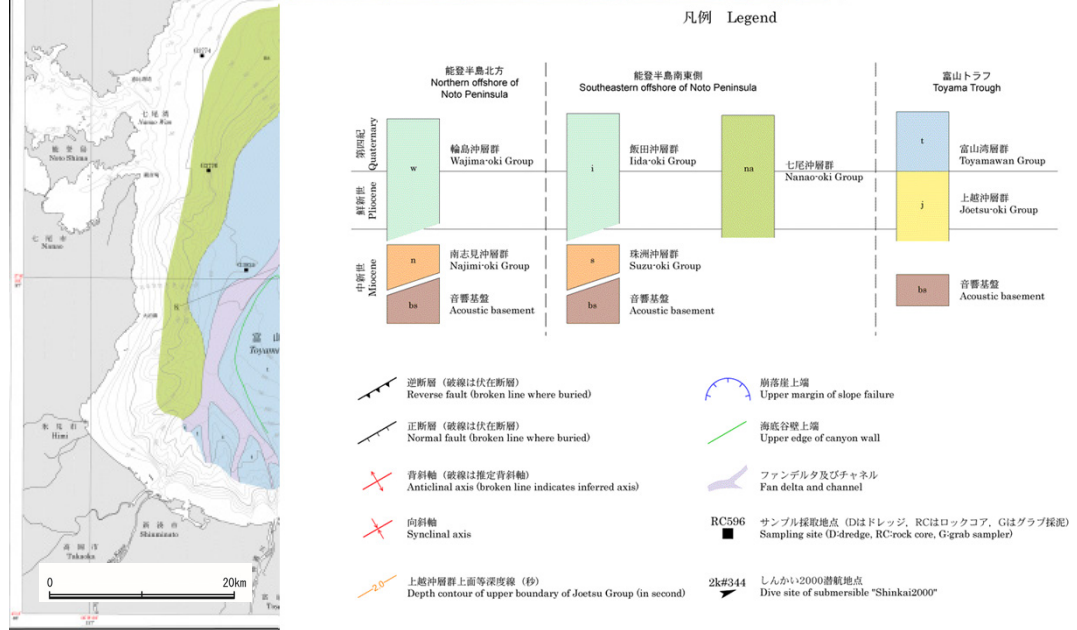 凡例 Legend
能登半島北方
Northern offshore of
Noto Peninsula
能登半島南東側
Southeastern offshore of Noto Peninsula
富山トラフ
Toyama Trough
第四紀
Quaternary
鮮新世
Pliocene
中新世
Miocene
w
輪島沖層群
Wajima-oki Group
n
南志見沖層群
Najimi-oki Group
bs
音響基盤
Acoustic basement
i
飯田沖層群
Iida-oki Group
s
珠洲沖層群
Suzu-oki Group
bs
音響基盤
Acoustic basement
na
七尾沖層群
Nanao-oki Group
t
富山湾層群
Toyamawan Group
j
上越沖層群
Jōetsu-oki Group
bs
音響基盤
Acoustic basement
逆断層（破線は伏在断層）
Reverse fault (broken line where buried)
正断層（破線は伏在断層）
Normal fault (broken line where buried)
背斜軸（破線は推定背斜軸）
Anticlinal axis (broken line indicates inferred axis)
向斜軸
Synclinal axis
-2.0
上越沖層群上面等深度線（秒）
Depth contour of upper boundary of Joetsu Group (in second)
崩落崖上端
Upper margin of slope failure
海底谷壁上端
Upper edge of canyon wall
ファンデルタ及びチャネル
Fan delta and channel
RC596
サンプル採取地点（Dはドレッジ，RCはロックコア，Gはグラブ採泥）
Sampling site (D:dredge, RC:rock core, G:grab sampler)
2k#344
しんかい2000潜航地点
Dive site of submersible "Shinkai2000"
七尾湾
Nanao Wan
能登島
Noto Shima
七尾市
Nanao
富山
Toyama
氷見市
Himi
新湊市
Shinminato
高岡市
Takaoka
0 20km